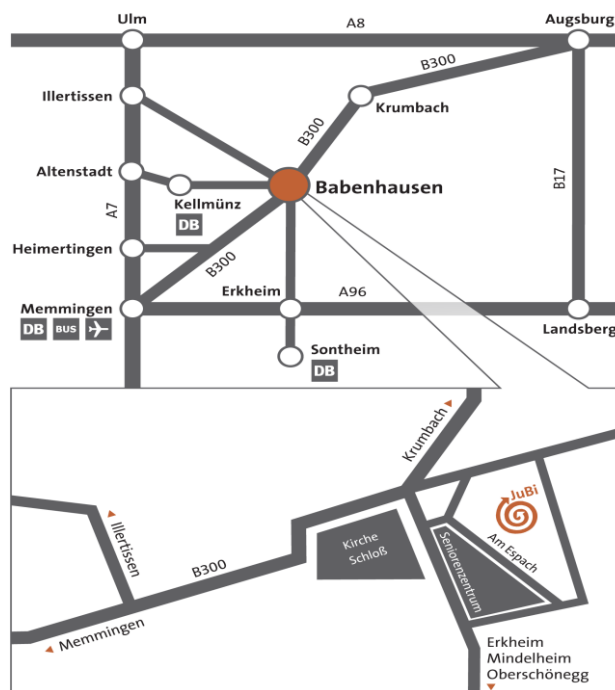 Ulm
A8
Augsburg
B300
Illertissen
Krumbach
B300
Altenstadt
B17
Babenhausen
Kellmünz
DB
A7
Heimertingen
B300
Erkheim
A96
Memmingen
Landsberg
DB BUS
Sontheim
DB
Krumbach
JuBi
Illertissen
Kirche
Schloß
Am Espach
Seniorenzentrum
B300
Memmingen
Erkheim
Mindelheim
Oberschönegg